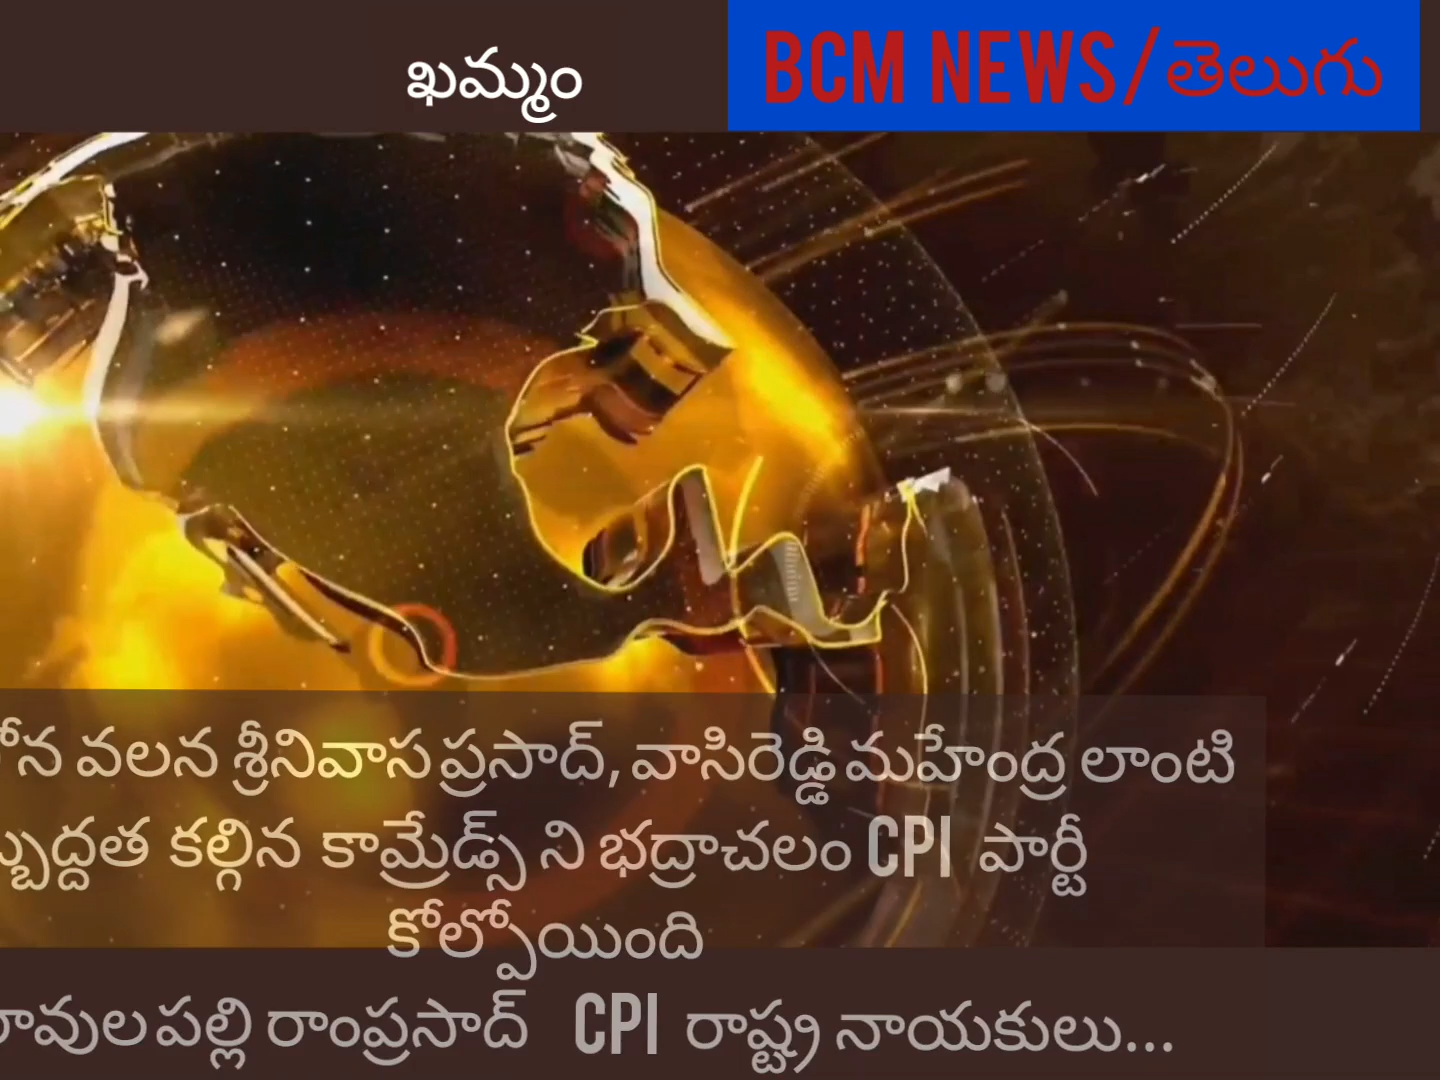 ఖమ్మం
BCM NEWS/తెలుగు
వలన శ్రీనివాస ప్రసాద్, వాసిరెడ్డి మహేంద్ర లాంటి
కల్గిన కామ్రేడ్స్ ని భద్రాచలం CPI పార్టీ
కోల్పోయింది
రాంప్రసాద్ CPI రాష్ట్ర నాయకులు...